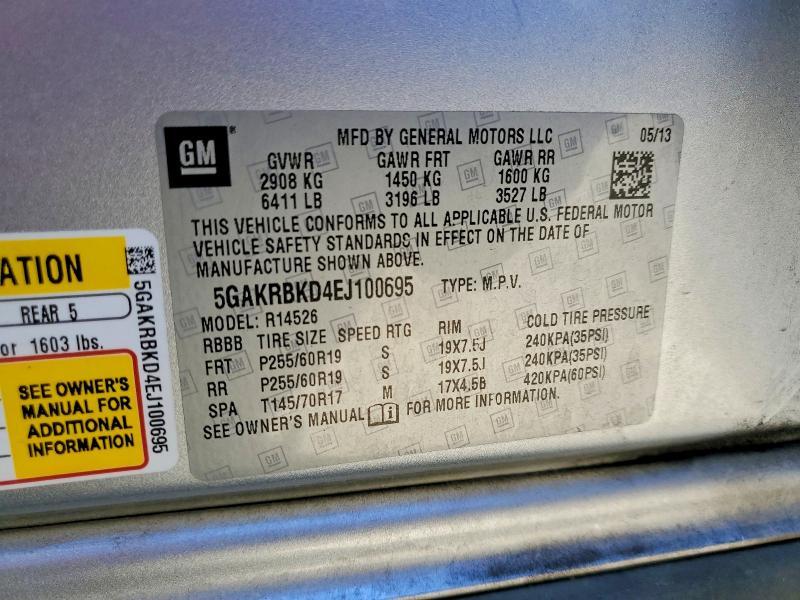 GM
MFD BY GENERAL MOTORS LLC 05/13
GVWR GAWR FRT GAWR RR
2908 KG 1450 KG 1600 KG
6411 LB 3196 LB 3527 LB
THIS VEHICLE CONFORMS TO ALL APPLICABLE U.S. FEDERAL MOTOR
VEHICLE SAFETY STANDARDS IN EFFECT ON THE DATE OF
MANUFACTURE SHOWN ABOVE.
5GAKRBKD4EJ100695 TYPE: M.P.V.
MODEL: R14526
RBBB TIRE SIZE SPEED RTG RIM COLD TIRE PRESSURE
FRT P255/60R19 S 19X7.5J 240KPA(35PSI)
RR P255/60R19 S 19X7.5J 240KPA(35PSI)
SPA T145/70R17 M 17X4.5B 420KPA(60PSI)
SEE OWNER'S MANUAL FOR MORE INFORMATION.
ATION
REAR 5
or 1603 lbs.
SEE OWNER'S
MANUAL FOR
ADDITIONAL
INFORMATION
5GAKRBKD4EJ100695